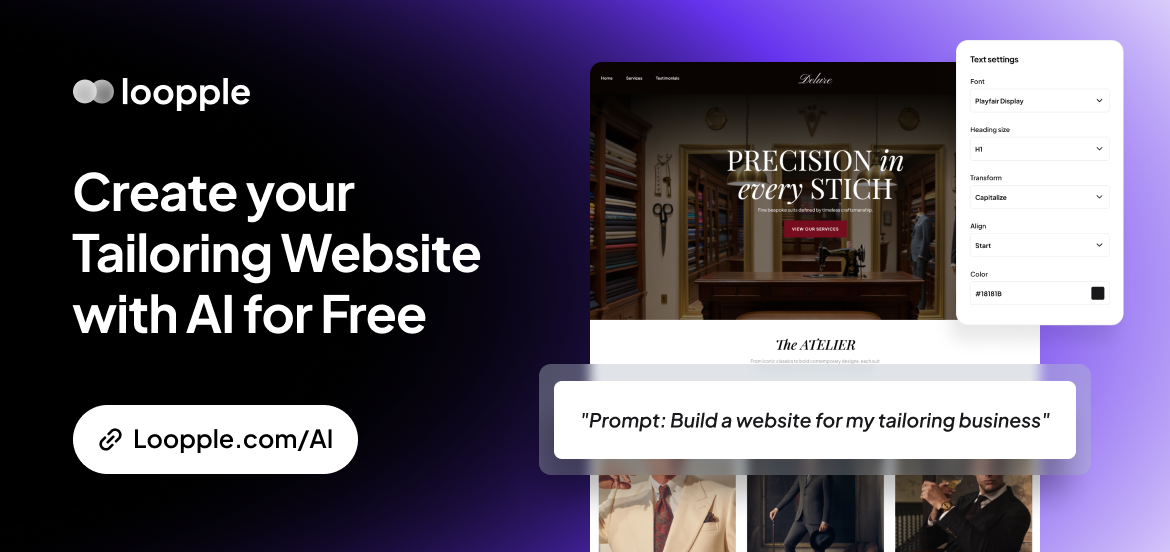 loopple
Create your
Tailoring Website
with AI for Free
Loopple.com/AI
Home Services Testimonials
Deluxe
PRECISION in
every STICH
Fine bespoke suits defined by timeless craftsmanship.
VIEW OUR SERVICES
The ATELIER
From iconic classics to bold contemporary designs, each suit
"Prompt: Build a website for my tailoring business"
Text settings
Font
Playfair Display
Heading size
H1
Transform
Capitalize
Align
Start
Color
#18181B